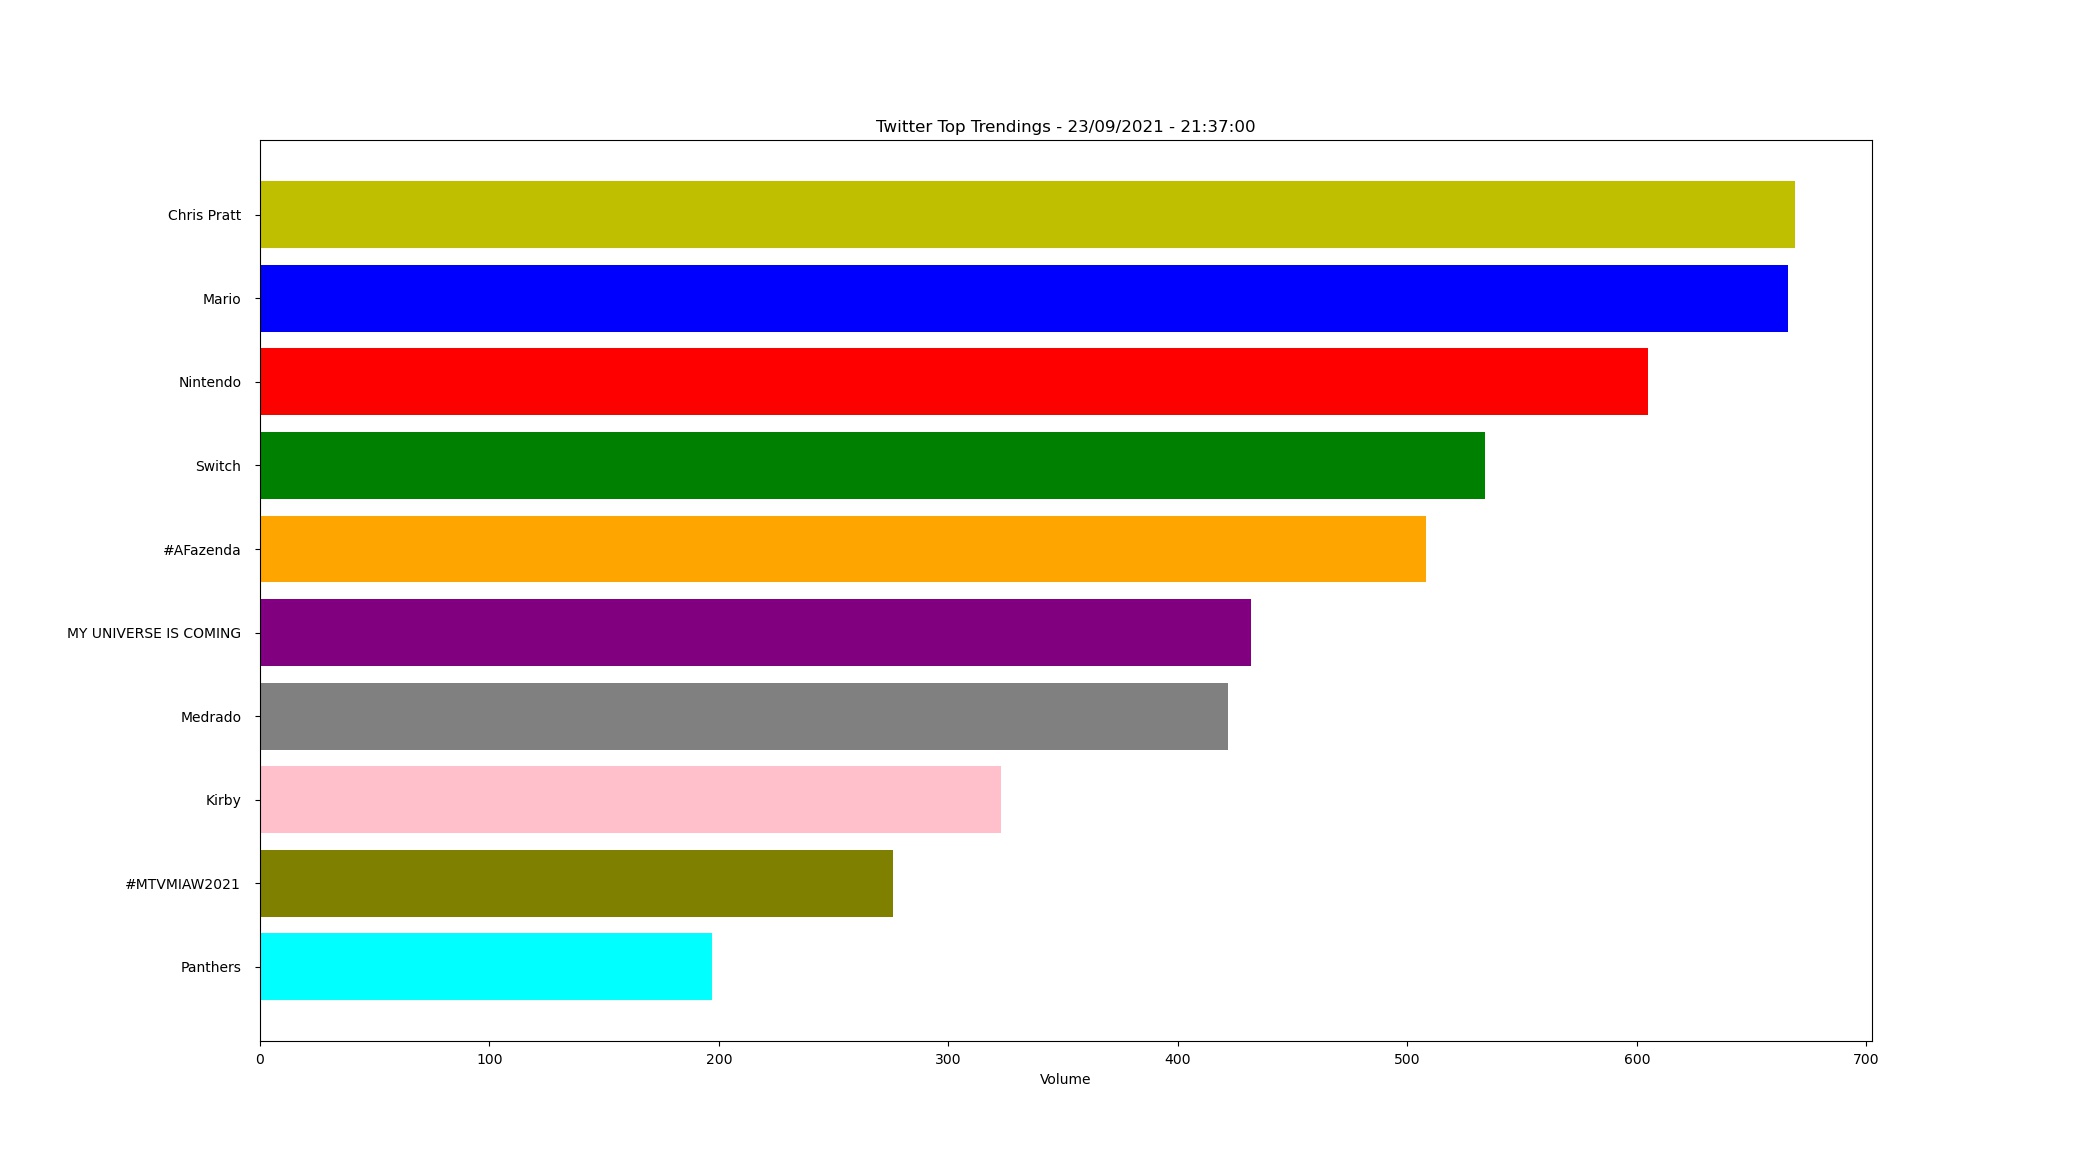 Twitter Top Trendings - 23/09/2021 - 21:37:00
Chris Pratt
Mario
Nintendo
Switch
#AFazenda
MY UNIVERSE IS COMING
Medrado
Kirby
#MTVMIAW2021
Panthers
0 100 200 300 400 500 600 700
Volume